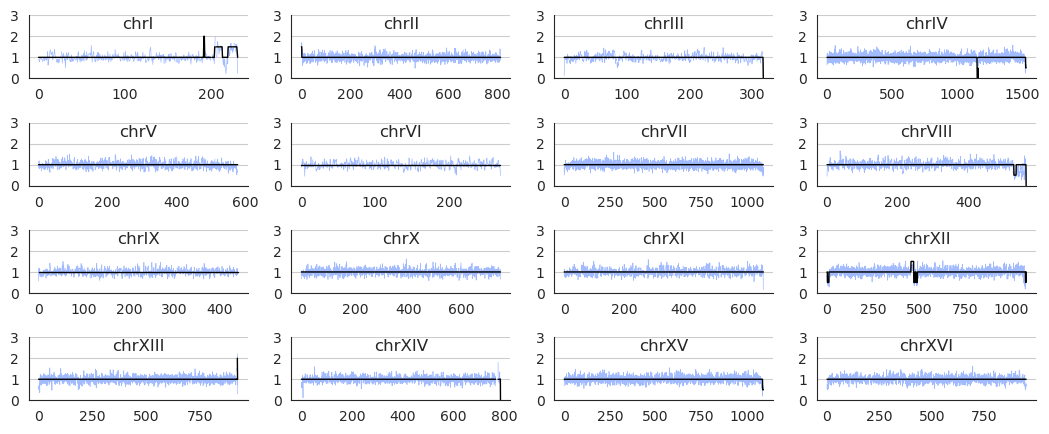 chrI chrII chrIII chrIV
3 3 3 3
2 2 2 2
1 1 1 1
0 0 0 0
0 100 200 0 200 400 600 800 0 100 200 300 0 500 1000 1500
chrV chrVI chrVII chrVIII
3 3 3 3
2 2 2 2
1 1 1 1
0 0 0 0
0 200 400 600 0 100 200 0 250 500 750 1000 0 200 400
chrIX chrX chrXI chrXII
3 3 3 3
2 2 2 2
1 1 1 1
0 0 0 0
0 100 200 300 400 0 200 400 600 0 200 400 600 0 250 500 750 1000
chrXIII chrXIV chrXV chrXVI
3 3 3 3
2 2 2 2
1 1 1 1
0 0 0 0
0 250 500 750 0 200 400 600 800 0 250 500 750 1000 0 250 500 750